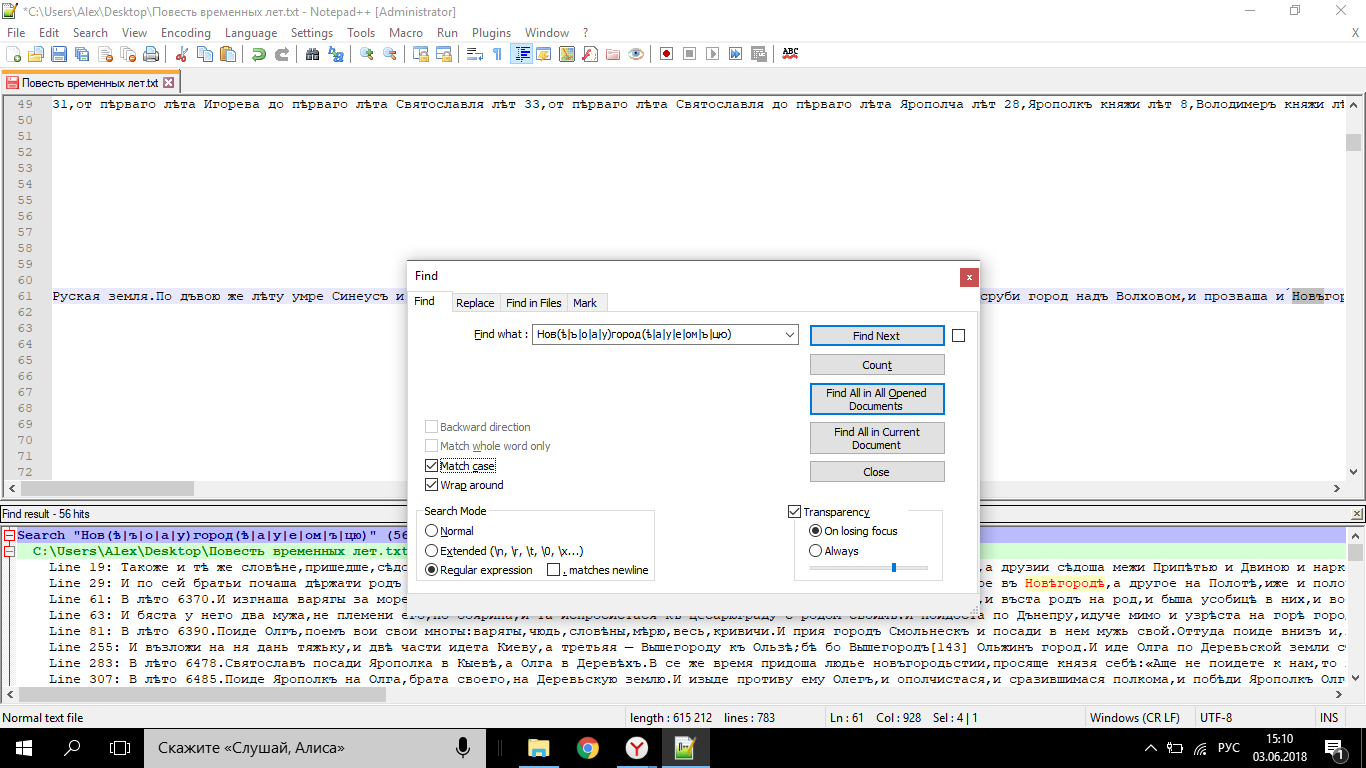 *C:\Users\Alex\Desktop\Повесть временных лет.txt - Notepad++ [Administrator]
File Edit Search View Encoding Language Settings Tools Macro Run Plugins Window ? X
Повесть временных лет.txt
49 31,от пѣрваго лѣта Игорева до пѣрваго лѣта Святославля лѣт 33,от пѣрваго лѣта Святославля до пѣрваго лѣта Ярополча лѣт 28,Ярополкъ княжи лѣт 8,Володимеръ княжи лѣ
50
51
52
53
54
55
56
57
58
59
60
61 Руская земля.По дъвою же лѣту умре Синеусъ и сруби город надъ Волховом,и прозваша и Новъгор
62
63
64
65
66
67
68
69
70
71
72
Find
Find Replace Find in Files Mark
Find what : Нов(ѣ|ъ|о|а|у)город(ѣ|а|у|е|ом|ъ|цю) Find Next
Count
Find All in All Opened Documents
Find All in Current Document
Close
Backward direction
Match whole word only
Match case
Wrap around
Search Mode
Normal
Extended (\n, \r, \t, \0, \x...)
Regular expression . matches newline
Transparency
On losing focus
Always
Find result - 56 hits
Search "Нов(ѣ|ъ|о|а|у)город(ѣ|а|у|е|ом|ъ|цю)" (56
C:\Users\Alex\Desktop\Повесть временных лет.txt
Line 19: Такоже и тѣ же словѣне,пришедше,сѣдо ,а друзии сѣдоша межи Припѣтью и Двиною и нарк
Line 29: И по сей братьи почаша дѣржати родъ ое въ Новѣгородѣ,а другое на Полотѣ,иже и поло
Line 61: В лѣто 6370.И изгнаша варягы за море ,и въста родъ на род,и быша усобицѣ в них,и во
Line 63: И бяста у него два мужа,не племени его,но боярина,и та испросистася къ Цесарюграду с родом своимъ.И поидоста по Дънепру,идуче мимо и узрѣста на горѣ горо
Line 81: В лѣто 6390.Поиде Олгъ,поемъ вои свои многы:варягы,чюдь,словѣны,мѣрю,весь,кривичи.И прия городъ Смольнескъ и посади в нем мужь свой.Оттуда поиде внизъ и,
Line 255: И възложи на ня дань тяжьку,и двѣ части идета Киеву,а третьяя — Вышегороду къ Ользѣ;бѣ бо Вышегородъ[143] Ольжинъ город.И иде Олга по Деревьской земли с
Line 283: В лѣто 6478.Святославъ посади Ярополка в Кыевѣ,а Олга в Деревѣхъ.В се же время придоша людье новъгородьстии,просяще князя себѣ:«Аще не поидете к нам,то
Line 307: В лѣто 6485.Поиде Ярополкъ на Олга,брата своего,на Деревьскую землю.И изыде противу ему Олегъ,и ополчистася,и сразившимася полкома,и побѣди Ярополкъ Олг
Normal text file length : 615 212 lines : 783 Ln : 61 Col : 928 Sel : 4 | 1 Windows (CR LF) UTF-8 INS
Скажите «Слушай, Алиса» РУС 15:10
03.06.2018 1